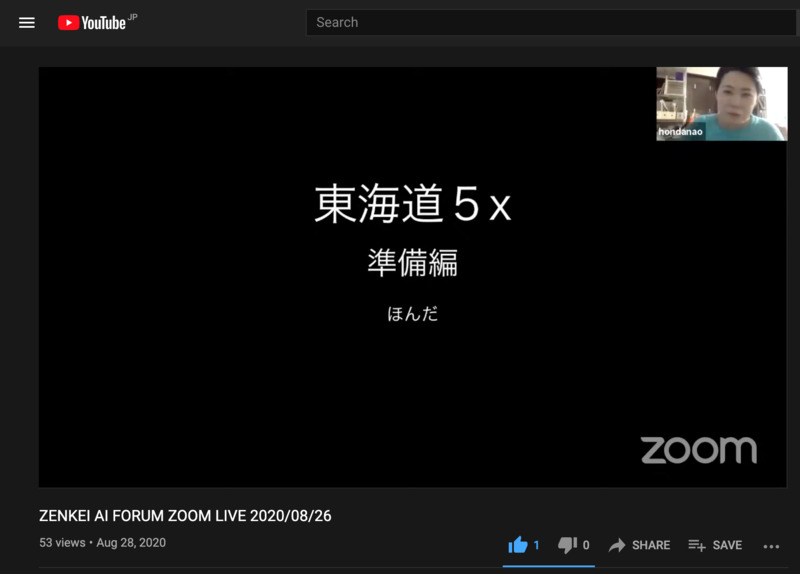 YouTube JP
Search
hondanao
東海道５x
準備編
ほんだ
zoom
ZENKEI AI FORUM ZOOM LIVE 2020/08/26
53 views • Aug 28, 2020
1
0
SHARE
SAVE